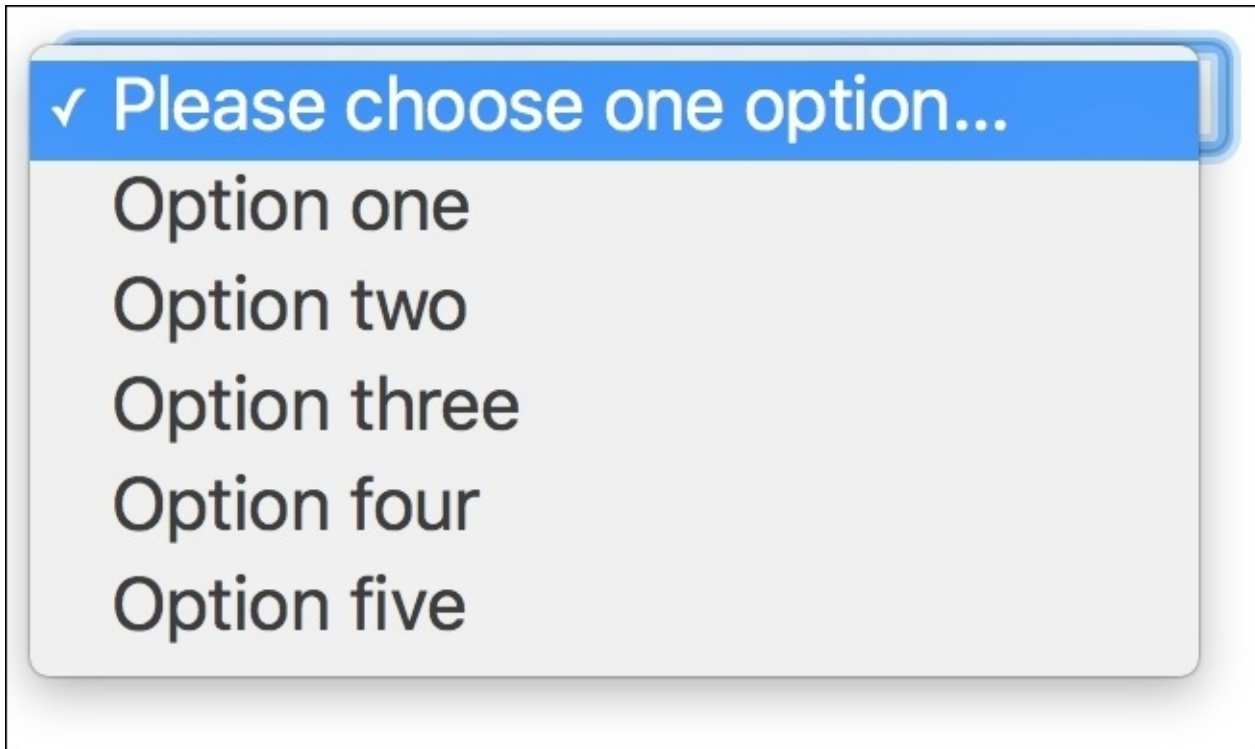 ✓ Please choose one option...
Option one
Option two
Option three
Option four
Option five